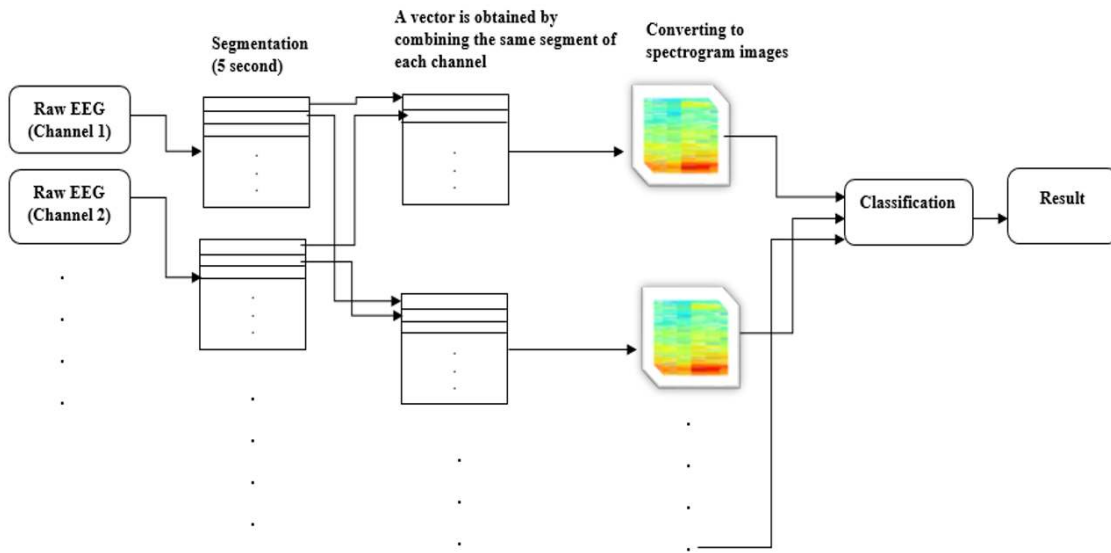 Segmentation
(5 second)
A vector is obtained by
combining the same segment of
each channel
Converting to
spectrogram images
Raw EEG
(Channel 1)
Raw EEG
(Channel 2)
Classification
Result